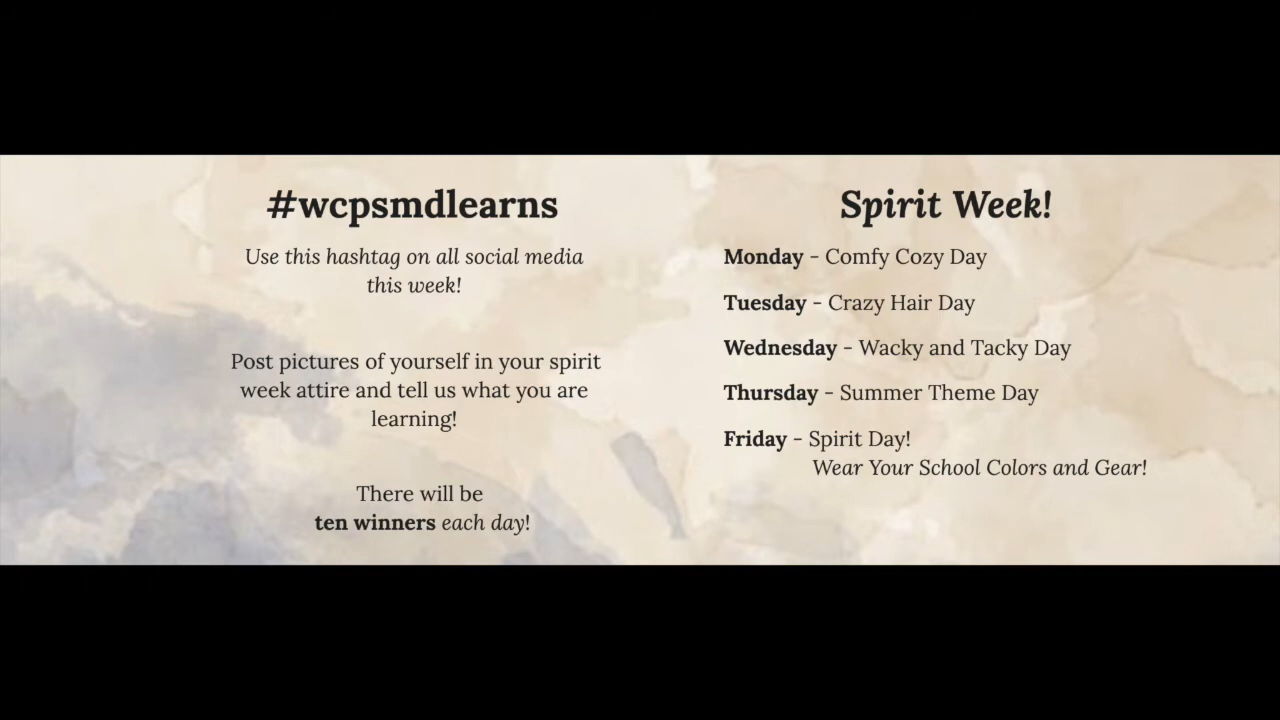 #wcpsmdlearns
Use this hashtag on all social media
this week!
Post pictures of yourself in your spirit
week attire and tell us what you are
learning!
There will be
ten winners each day!
Spirit Week!
Monday - Comfy Cozy Day
Tuesday - Crazy Hair Day
Wednesday - Wacky and Tacky Day
Thursday - Summer Theme Day
Friday - Spirit Day!
Wear Your School Colors and Gear!